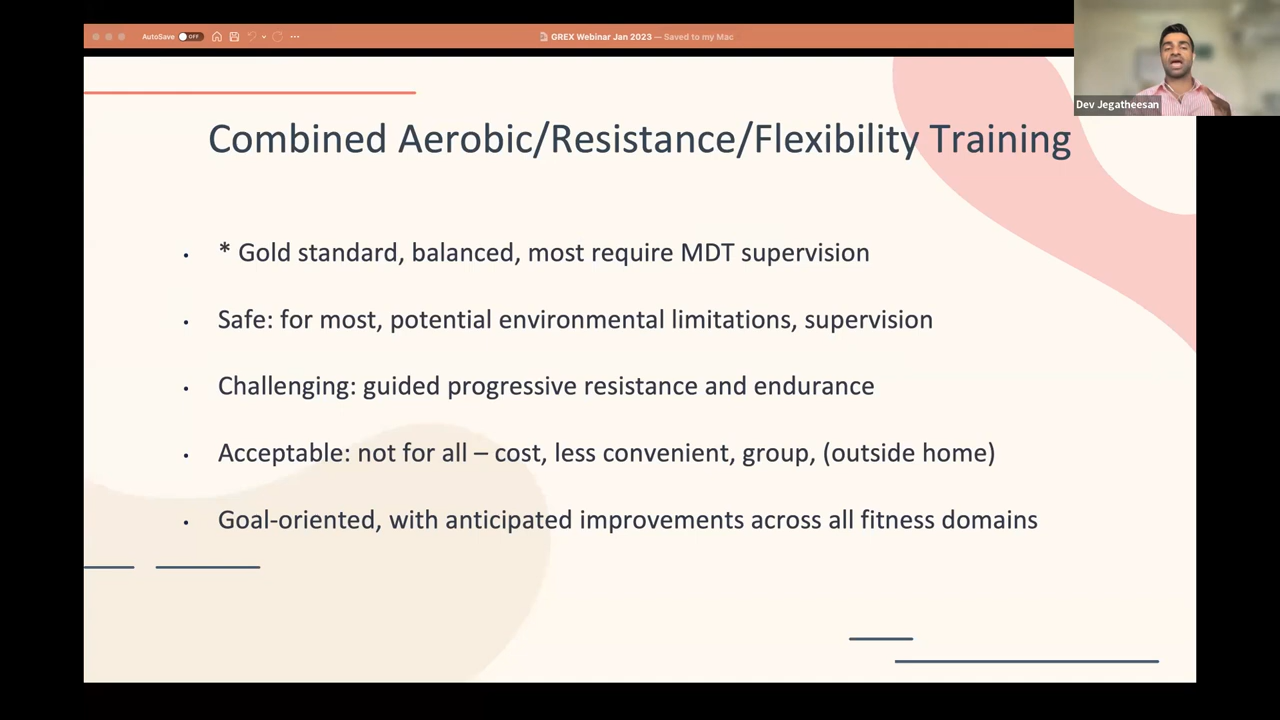 AutoSave OFF
GREX Webinar Jan 2023 — Saved to my Mac
Dev Jegatheesan
Combined Aerobic/Resistance/Flexibility Training
• * Gold standard, balanced, most require MDT supervision
• Safe: for most, potential environmental limitations, supervision
• Challenging: guided progressive resistance and endurance
• Acceptable: not for all – cost, less convenient, group, (outside home)
• Goal-oriented, with anticipated improvements across all fitness domains